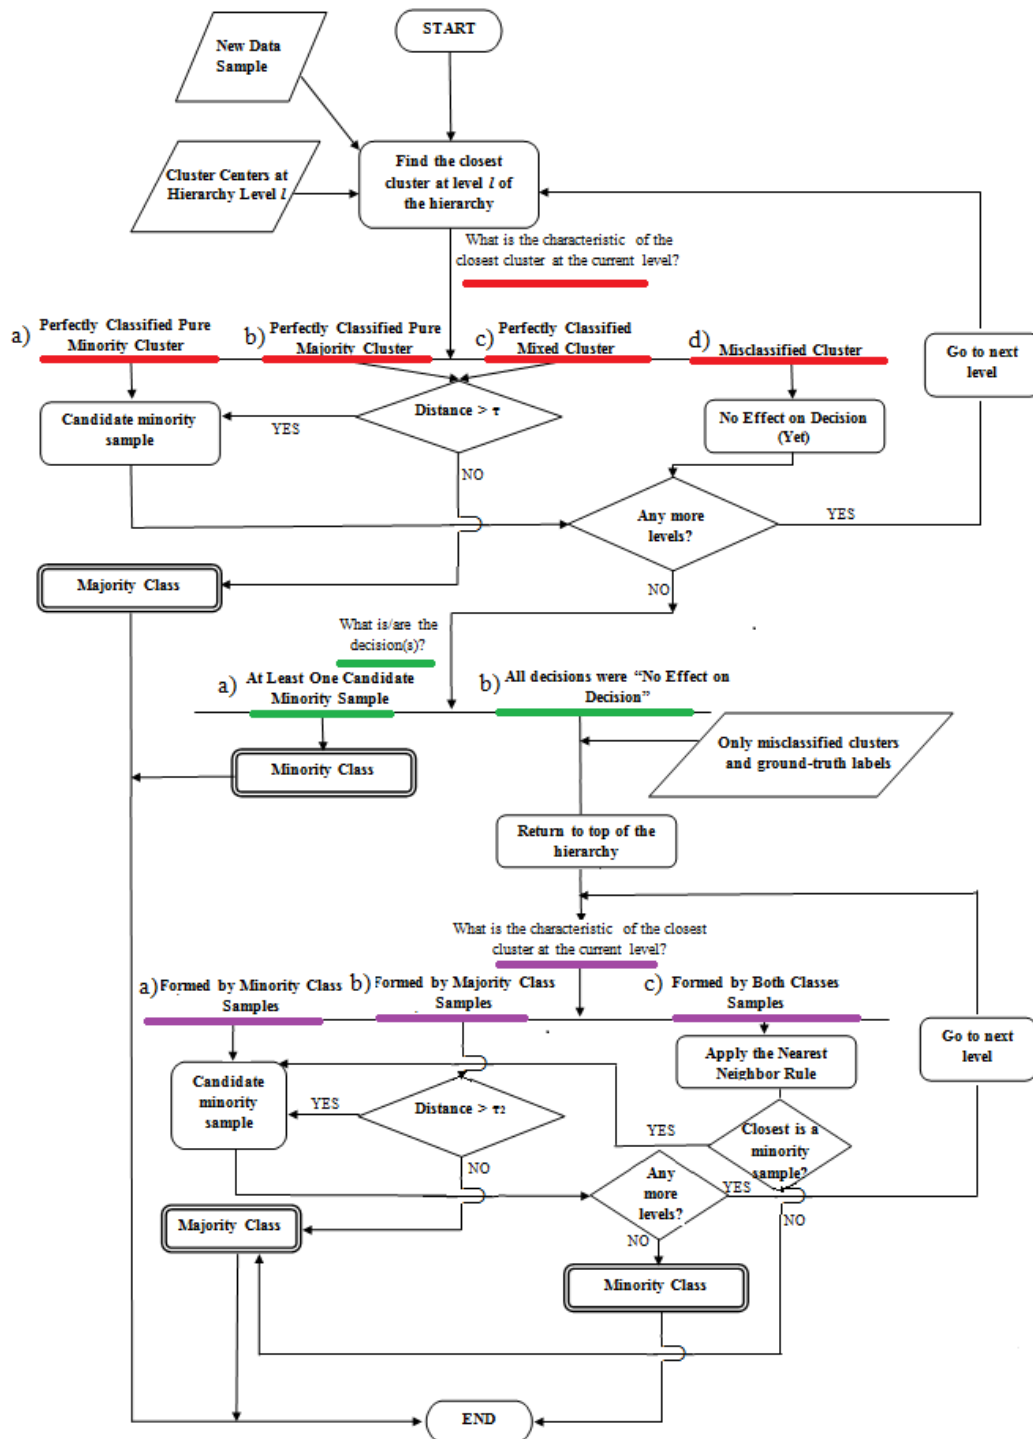 START
New Data
Sample
Cluster Centers at
Hierarchy Level l
Find the closest
cluster at level l of
the hierarchy
What is the characteristic of the
closest cluster at the current level?
a) Perfectly Classified Pure
Minority Cluster
b) Perfectly Classified Pure
Majority Cluster
c) Perfectly Classified
Mixed Cluster
d) Misclassified Cluster
Go to next
level
Candidate minority
sample
YES
Distance > τ
NO
No Effect on Decision
(Yet)
Any more
levels?
YES
NO
Majority Class
What is/are the
decision(s)?
a) At Least One Candidate
Minority Sample
b) All decisions were “No Effect on
Decision”
Minority Class
Only misclassified clusters
and ground-truth labels
Return to top of the
hierarchy
What is the characteristic of the closest
cluster at the current level?
a) Formed by Minority Class
Samples
b) Formed by Majority Class
Samples
c) Formed by Both Classes
Samples
Go to next
level
Apply the Nearest
Neighbor Rule
Candidate
minority
sample
YES
Distance > τ2
NO
YES
Closest is a
minority
sample?
NO
Any
more
levels?
YES
NO
Majority Class
Minority Class
END